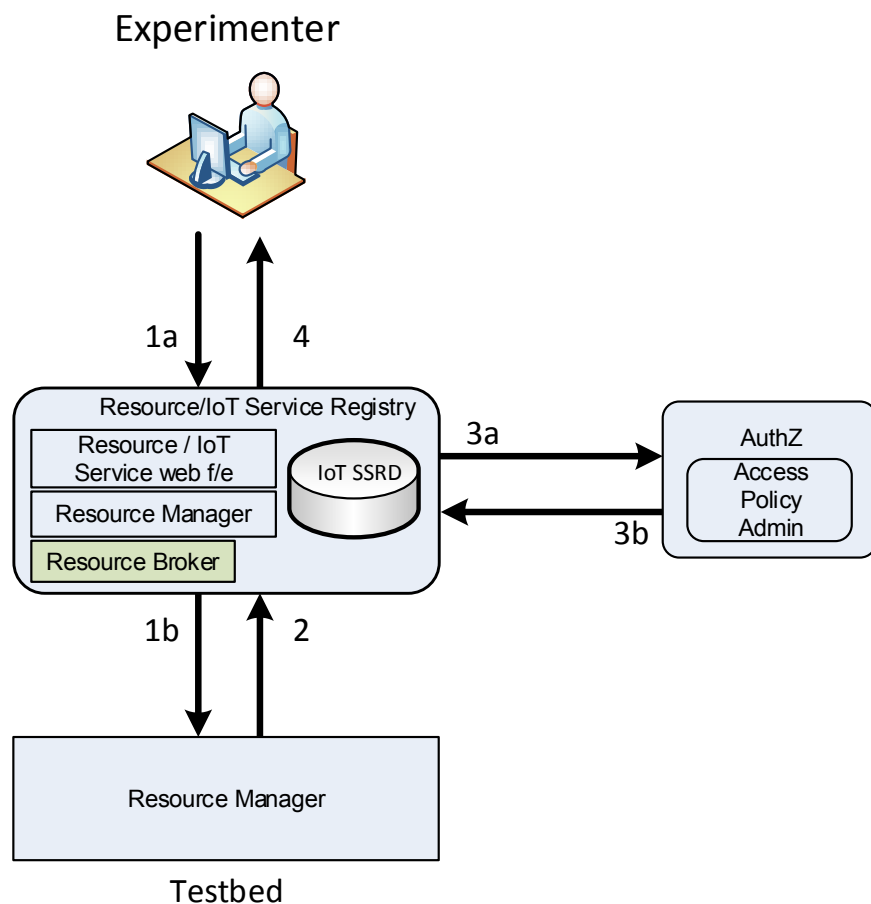 Experimenter
1a
4
Resource/IoT Service Registry
Resource / IoT
Service web f/e
IoT SSRD
Resource Manager
Resource Broker
3a
3b
AuthZ
Access
Policy
Admin
1b
2
Resource Manager
Testbed